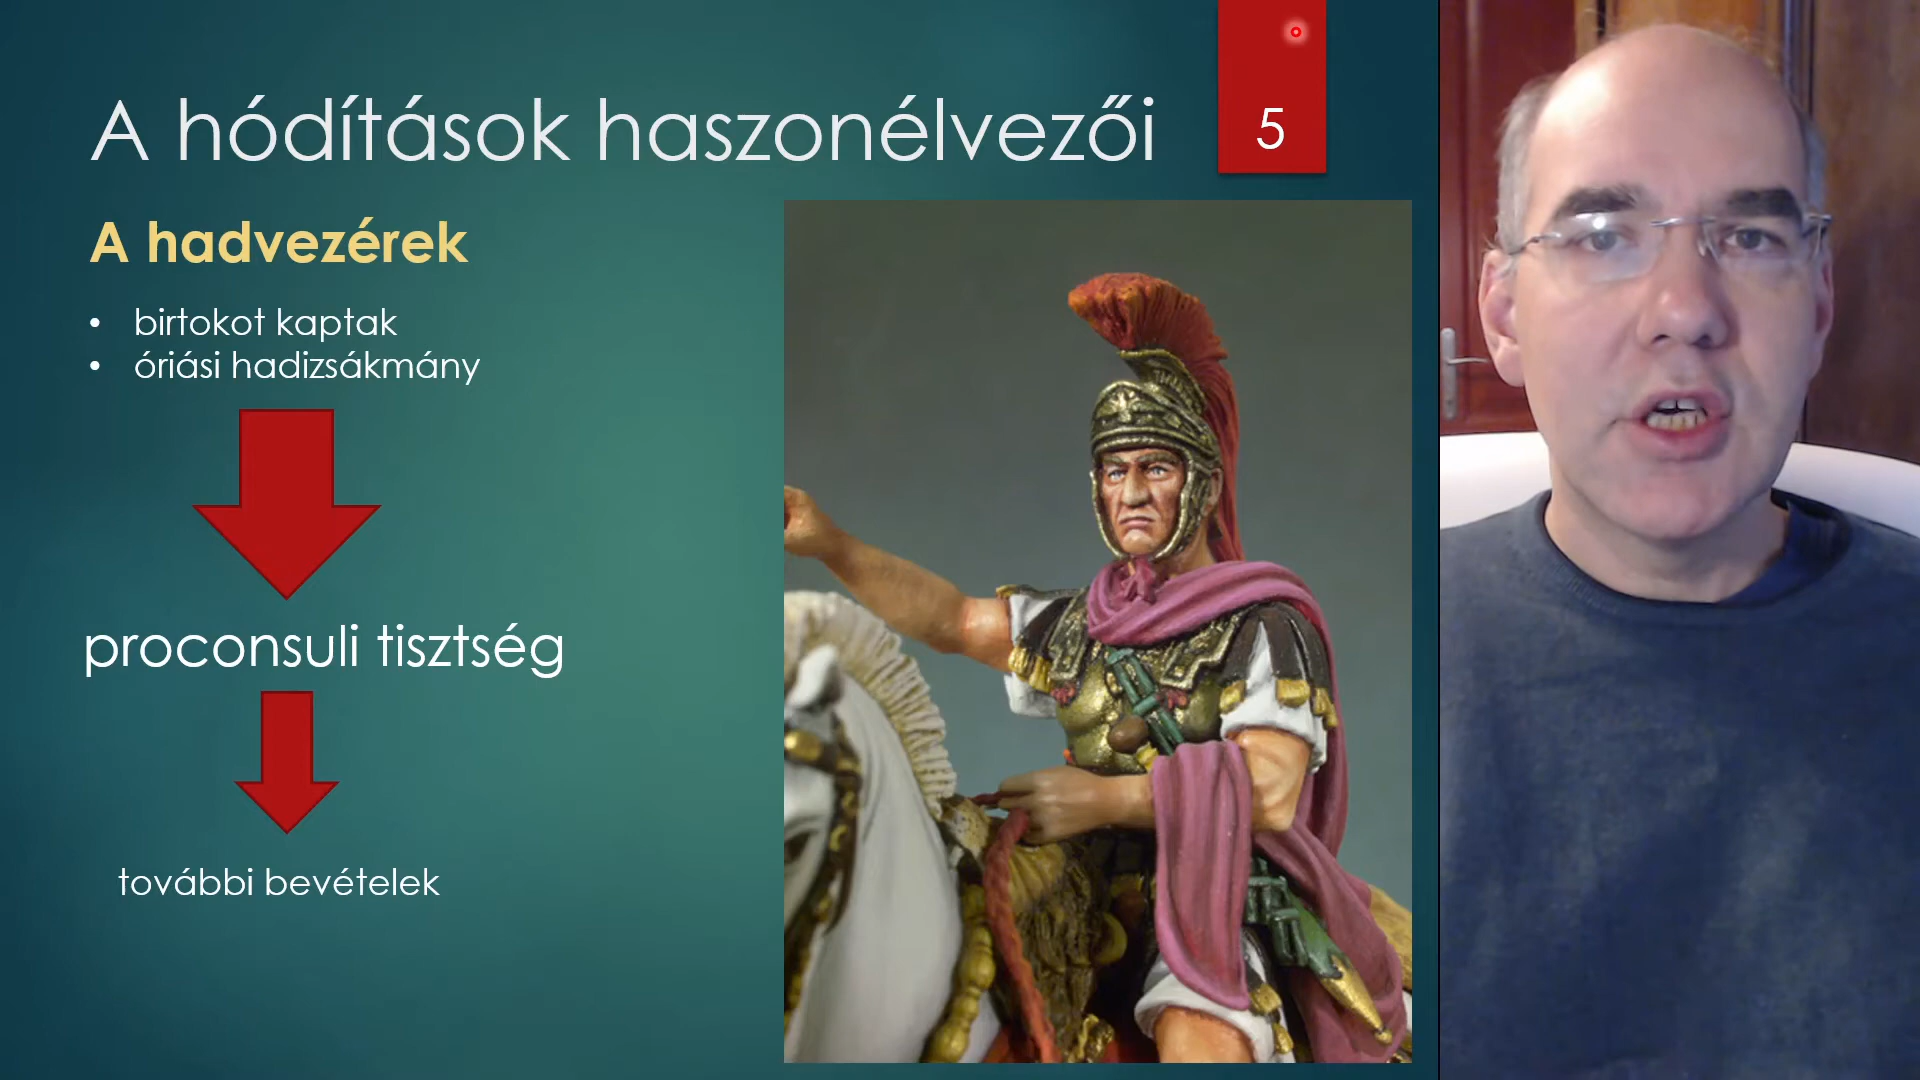 A hódítások haszonélvezői
5
A hadvezérek
• birtokot kaptak
• óriási hadizsákmány
proconsuli tisztség
további bevételek